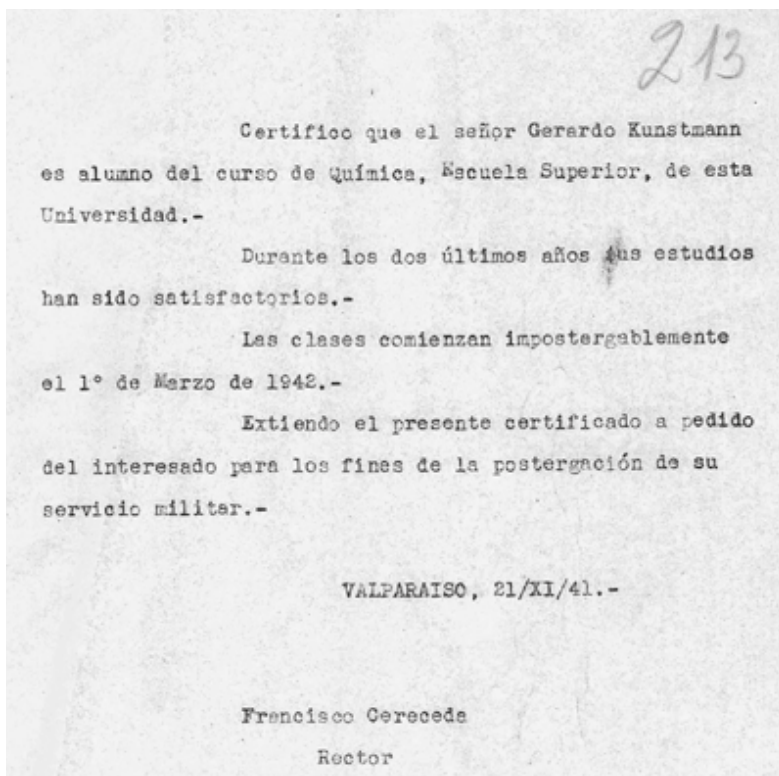 213
Certifico que el señor Gerardo Kunstmann
es alumno del curso de Química, Escuela Superior, de esta
Universidad.-
Durante los dos últimos años sus estudios
han sido satisfactorios.-
Las clases comienzan impostergablemente
el 1° de Marzo de 1942.-
Extiendo el presente certificado a pedido
del interesado para los fines de la postergación de su
servicio militar.-
VALPARAISO, 21/XI/41.-
Francisco Cereceda
Rector